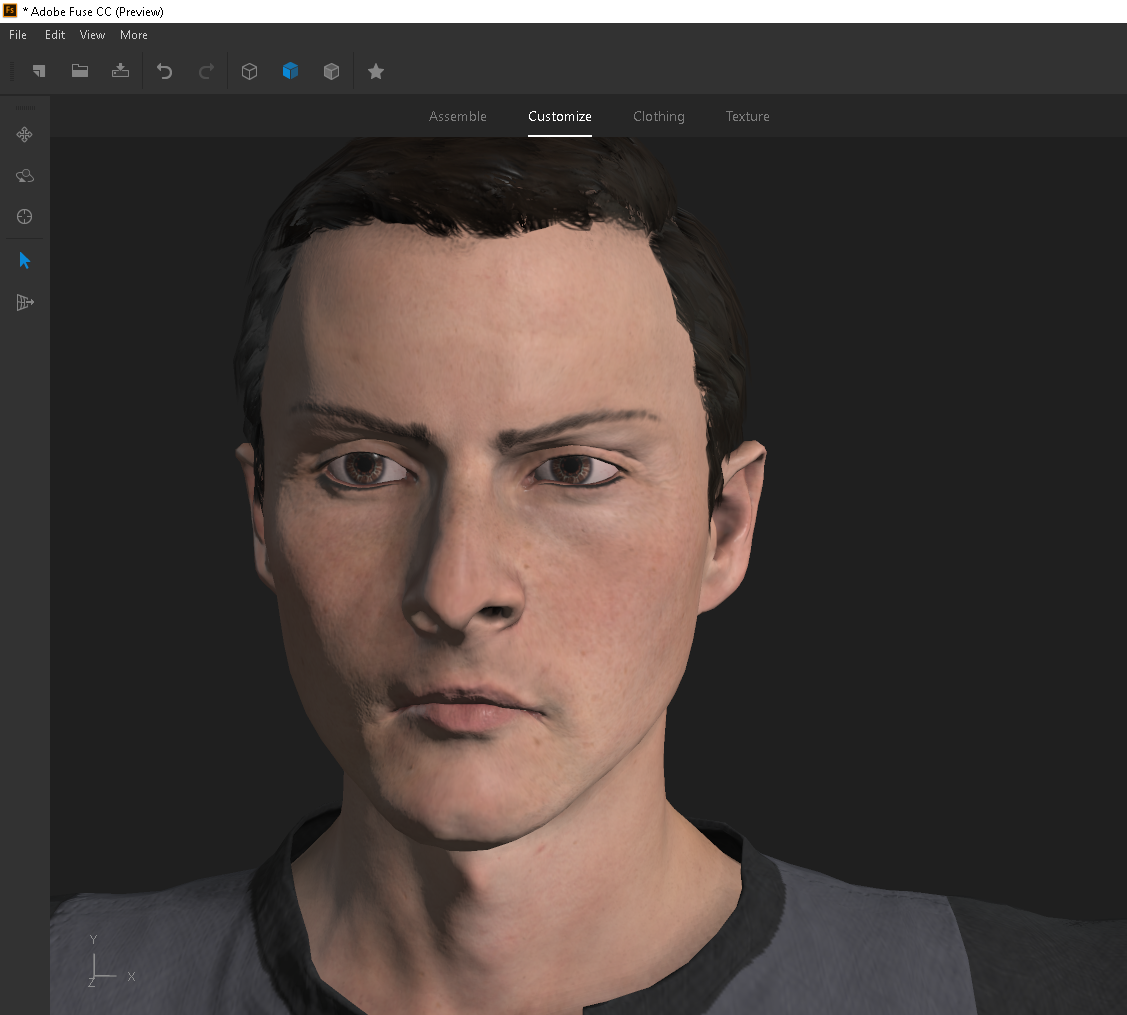 Fs * Adobe Fuse CC (Preview)
File Edit View More
Assemble Customize Clothing Texture
Y
X
Z